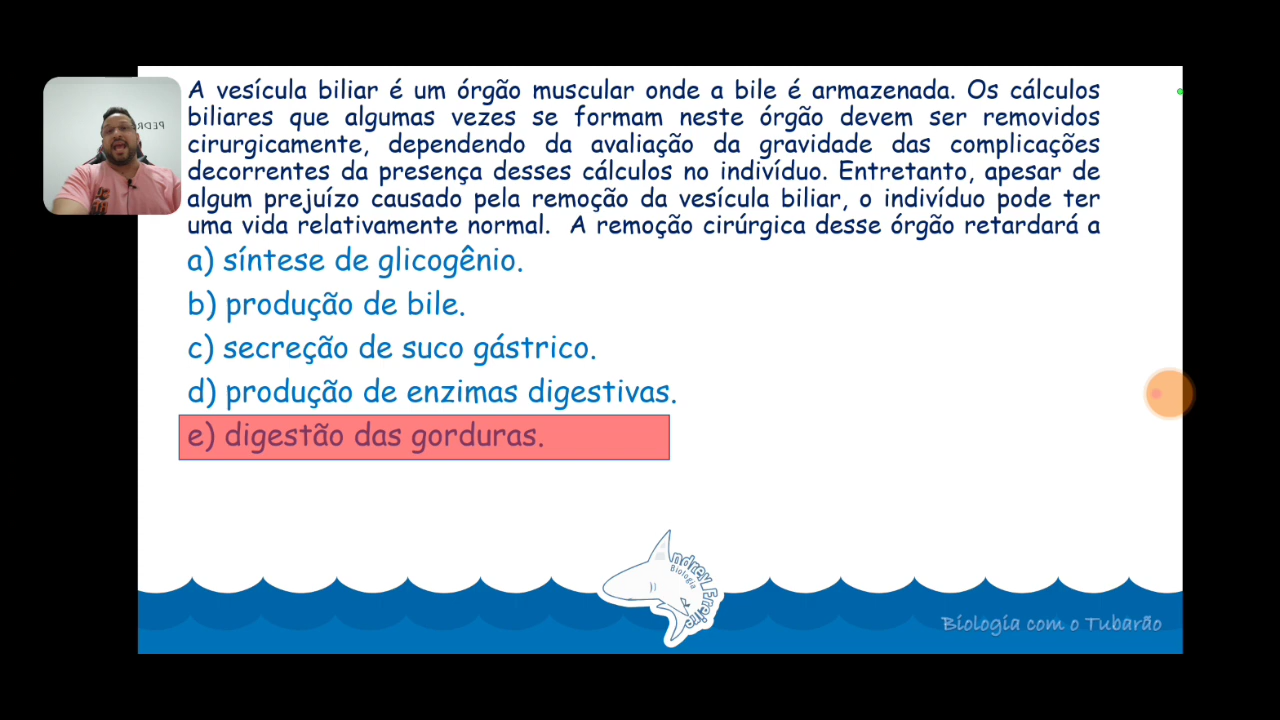 A vesícula biliar é um órgão muscular onde a bile é armazenada. Os cálculos
biliares que algumas vezes se formam neste órgão devem ser removidos
cirurgicamente, dependendo da avaliação da gravidade das complicações
decorrentes da presença desses cálculos no indivíduo. Entretanto, apesar de
algum prejuízo causado pela remoção da vesícula biliar, o indivíduo pode ter
uma vida relativamente normal. A remoção cirúrgica desse órgão retardará a
a) síntese de glicogênio.
b) produção de bile.
c) secreção de suco gástrico.
d) produção de enzimas digestivas.
e) digestão das gorduras.
Andrey Freire
Biologia
Biologia com o Tubarão